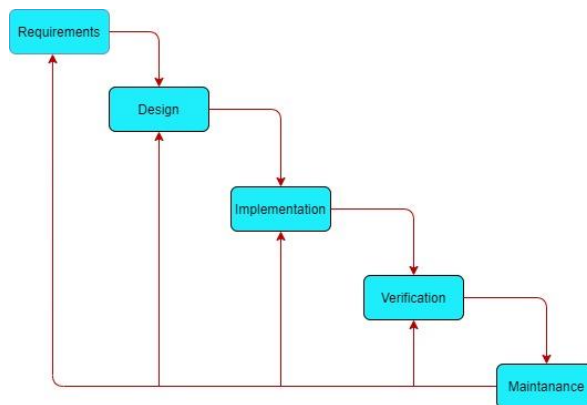 Requirements
Design
Implementation
Verification
Maintanance